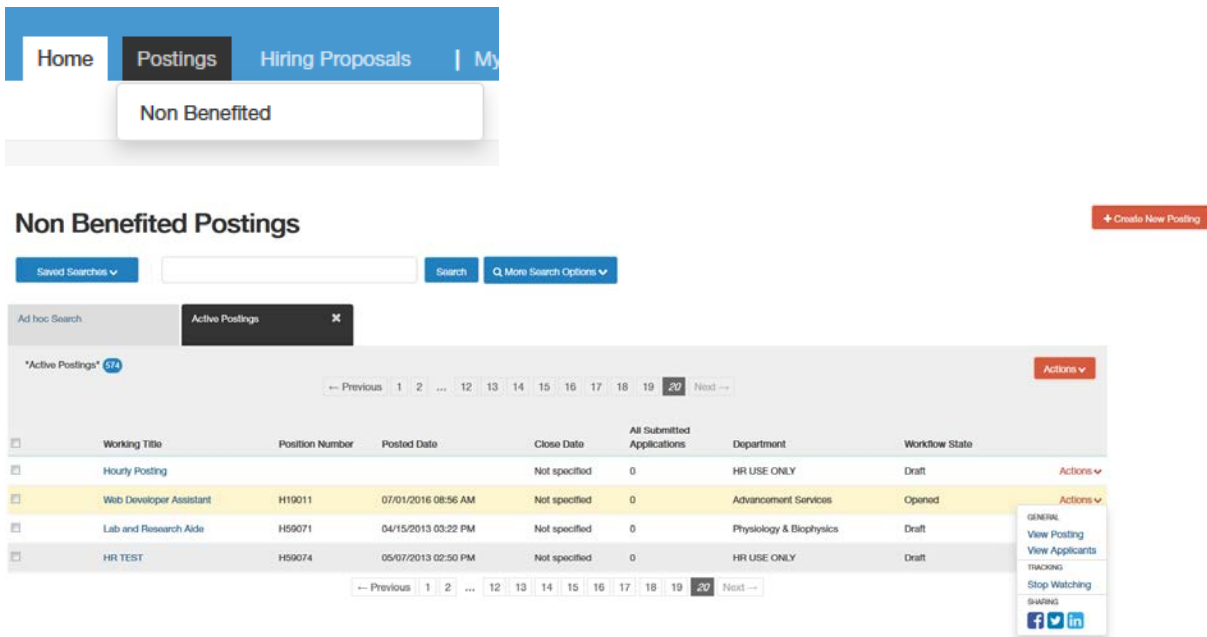 Home Postings Hiring Proposals | My
Non Benefited
Non Benefited Postings
+ Create New Posting
Saved Searches Search More Search Options
Ad hoc Search Active Postings ✖
"Active Postings" 574
Actions
← Previous 1 2 ... 12 13 14 15 16 17 18 19 20 Next →
Working Title Position Number Posted Date Close Date All Submitted Applications Department Workflow State
Hourly Posting Not specified 0 HR USE ONLY Draft Actions
Web Developer Assistant H19011 07/01/2016 08:56 AM Not specified 0 Advancement Services Opened Actions
Lab and Research Aide H59071 04/15/2013 03:22 PM Not specified 0 Physiology & Biophysics Draft
HR TEST H59074 05/07/2013 02:50 PM Not specified 0 HR USE ONLY Draft
← Previous 1 2 ... 12 13 14 15 16 17 18 19 20 Next →
GENERAL
View Posting
View Applicants
TRACKING
Stop Watching
SHARING